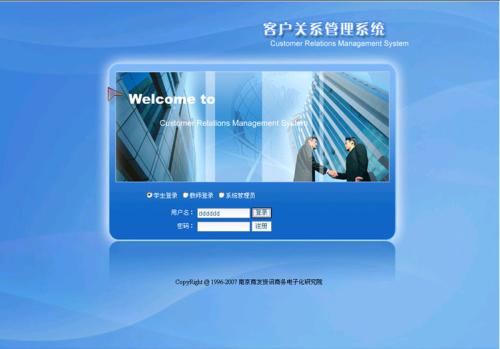 客户关系管理系统
Customer Relations Management System
Welcome to
Customer Relations Management System
学生登录 教师登录 系统管理员
用户名： dddddd 登录
密码： 注册
CopyRight @ 1996-2007 南京商友资讯商务电子化研究院